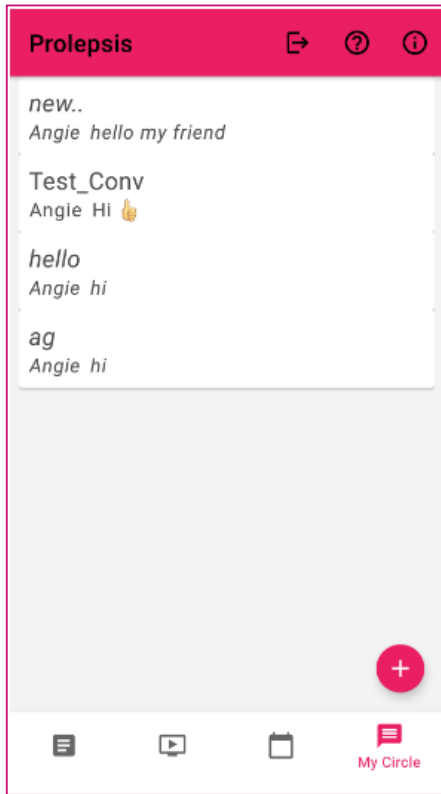 Prolepsis
new..
Angie hello my friend
Test_Conv
Angie Hi 👍
hello
Angie hi
ag
Angie hi
My Circle